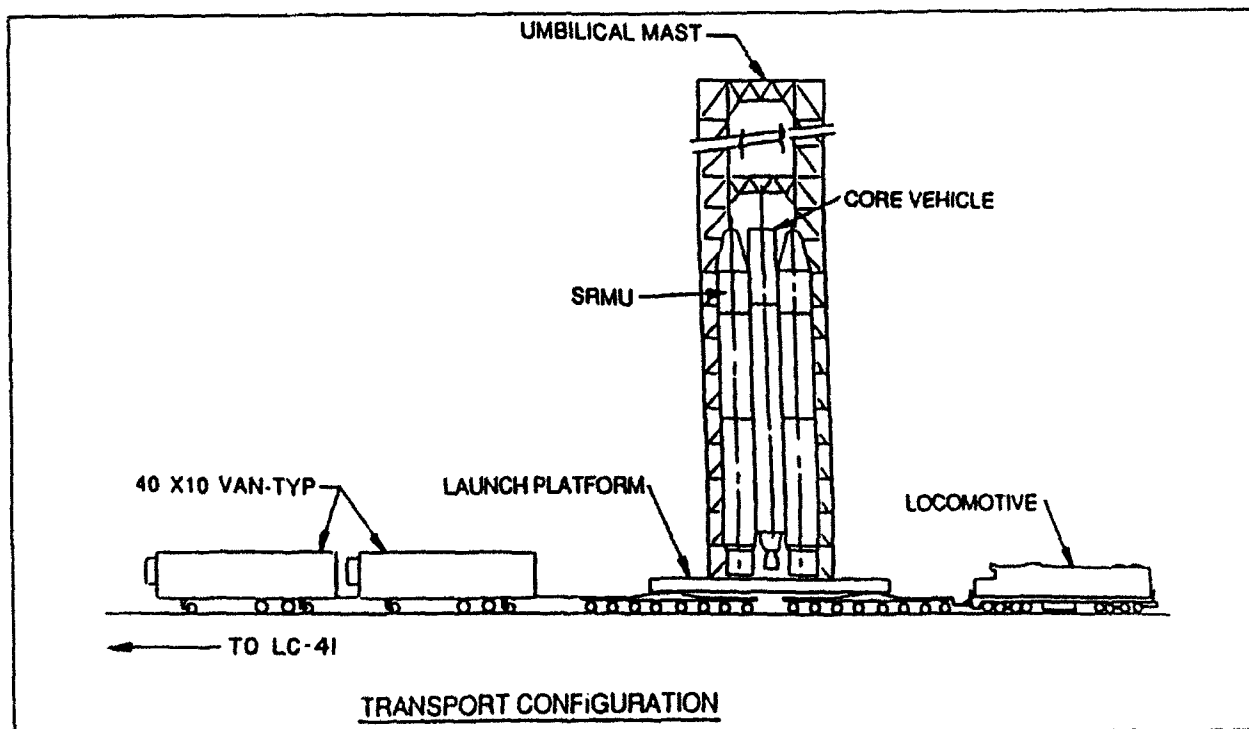 UMBILICAL MAST
CORE VEHICLE
SRMU
40 X10 VAN-TYP
LAUNCH PLATFORM
LOCOMOTIVE
TO LC-41
TRANSPORT CONFiGURATION